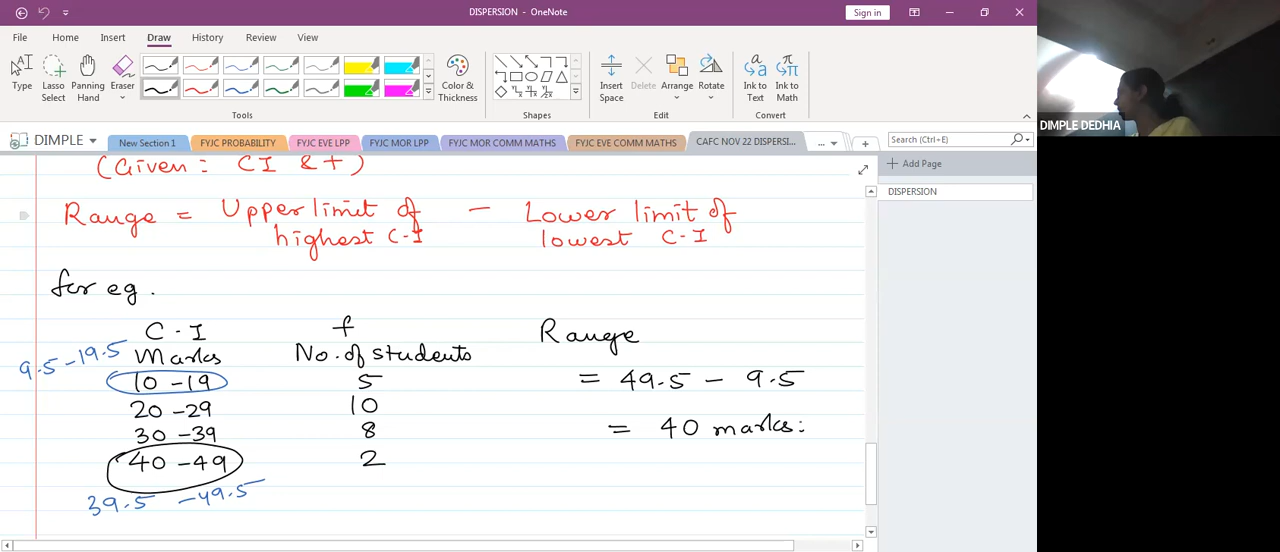 DISPERSION - OneNote
Sign in
File Home Insert Draw History Review View
Type
Lasso Select
Panning Hand
Eraser
Color & Thickness
Insert Space
Delete
Arrange
Rotate
Ink to Text
Ink to Math
Tools
Shapes
Edit
Convert
DIMPLE
New Section 1
FYJC PROBABILITY
FYJC EVE LPP
FYJC MOR LPP
FYJC MOR COMM MATHS
FYJC EVE COMM MATHS
CAFC NOV 22 DISPERSI...
...
Search (Ctrl+E)
Add Page
DISPERSION
DIMPLE DEDHIA
(Given : CI & f)
Range = Upper limit of highest C-I - Lower limit of lowest C-I
for eg.
C-I f
Marks No. of students
9.5 - 19.5
10 - 19 5
20 - 29 10
30 - 39 8
40 - 49 2
39.5 - 49.5
Range
= 49.5 - 9.5
= 40 marks: